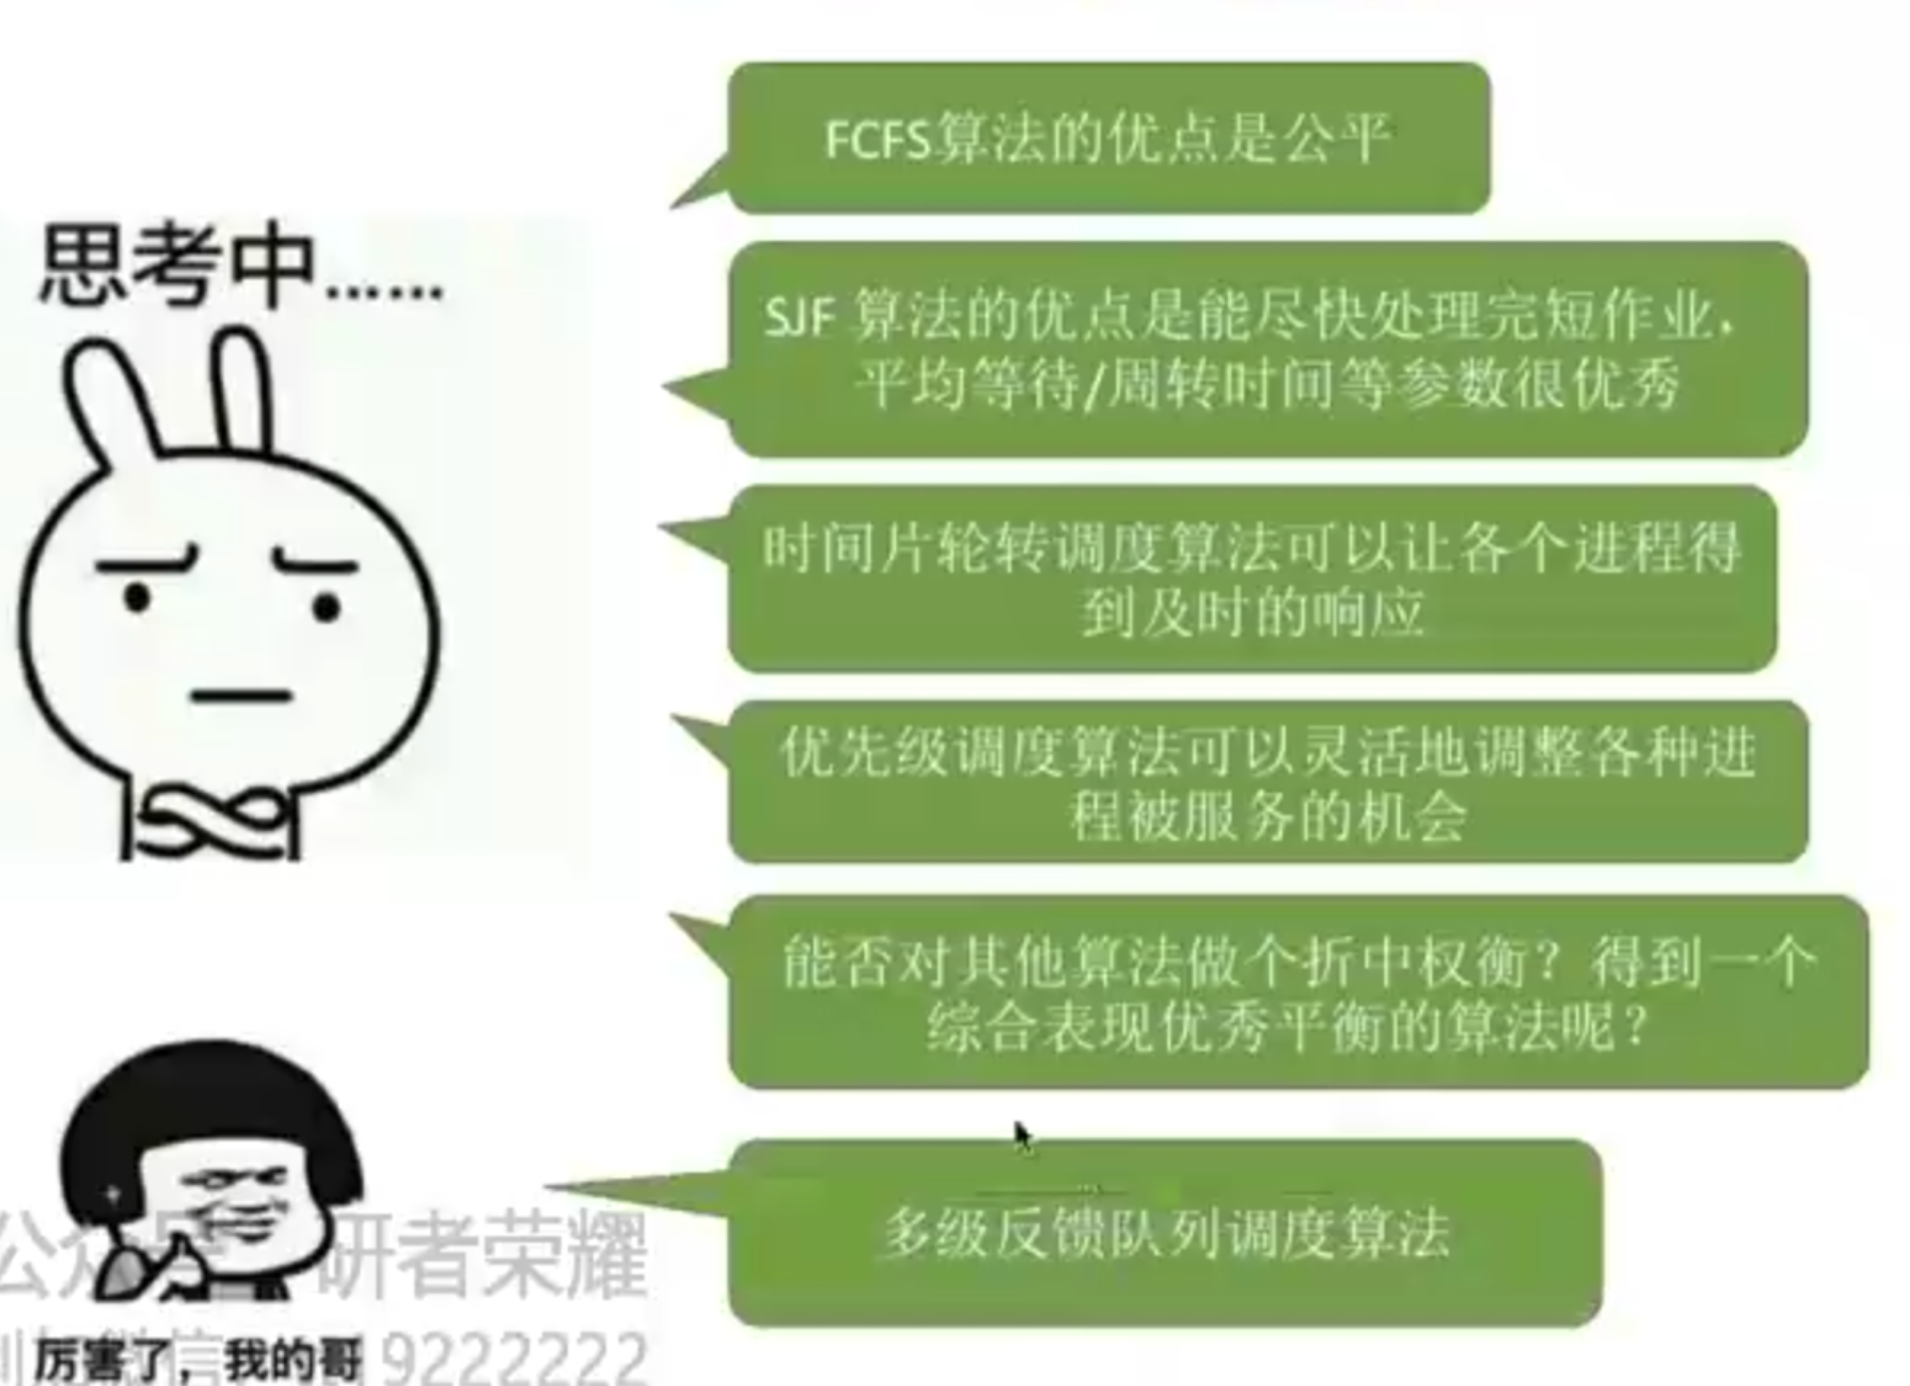 FCFS算法的优点是公平
思考中......
SJF 算法的优点是能尽快处理完短作业，
平均等待/周转时间等参数很优秀
时间片轮转调度算法可以让各个进程得
到及时的响应
优先级调度算法可以灵活地调整各种进
程被服务的机会
能否对其他算法做个折中权衡？得到一个
综合表现优秀平衡的算法呢？
多级反馈队列调度算法
公众号 研者荣耀
厉害了，我的哥
微信 9222222